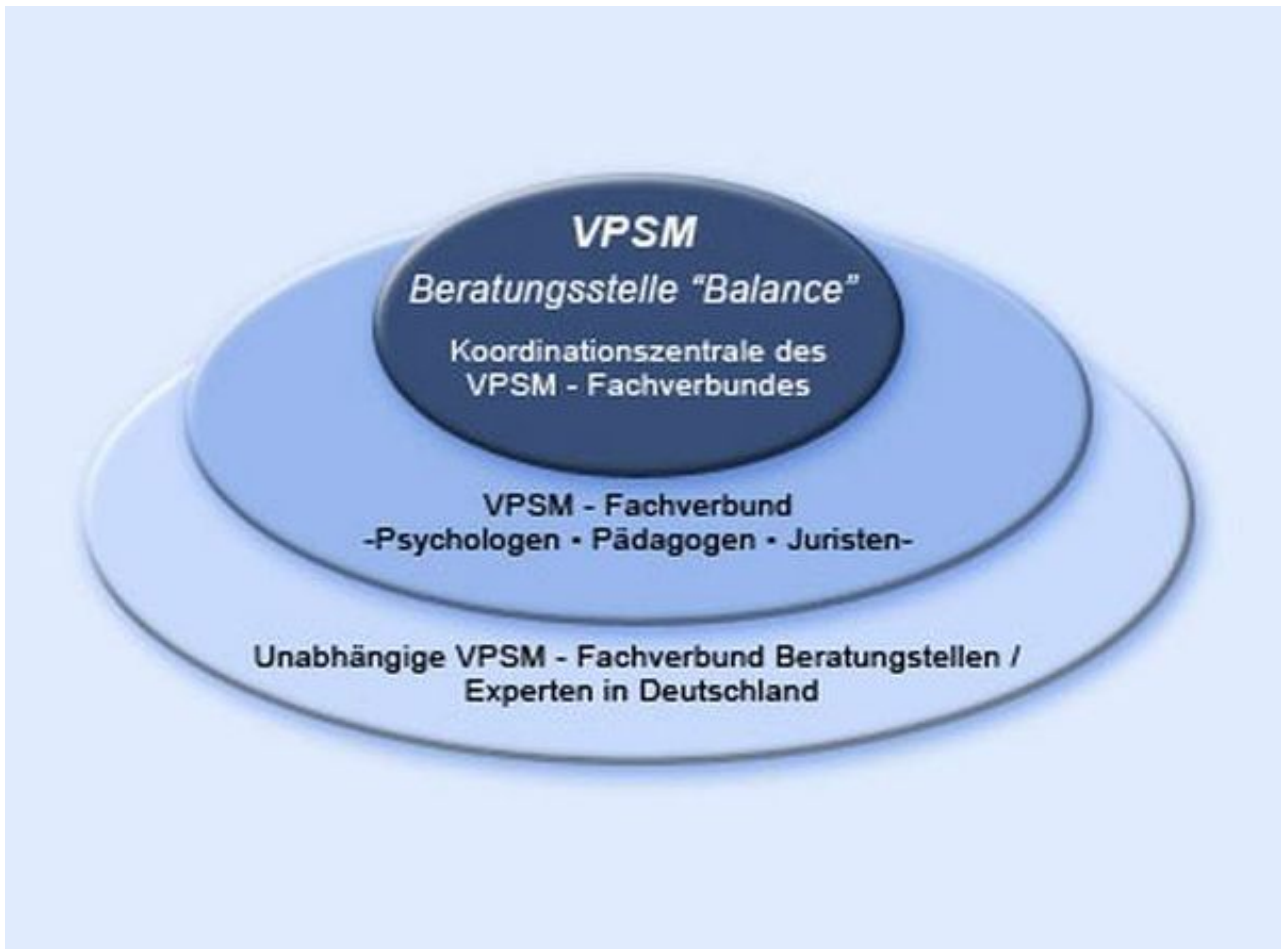 VPSM
Beratungsstelle “Balance”
Koordinationszentrale des
VPSM - Fachverbundes
VPSM - Fachverbund
-Psychologen • Pädagogen • Juristen-
Unabhängige VPSM - Fachverbund Beratungstellen /
Experten in Deutschland